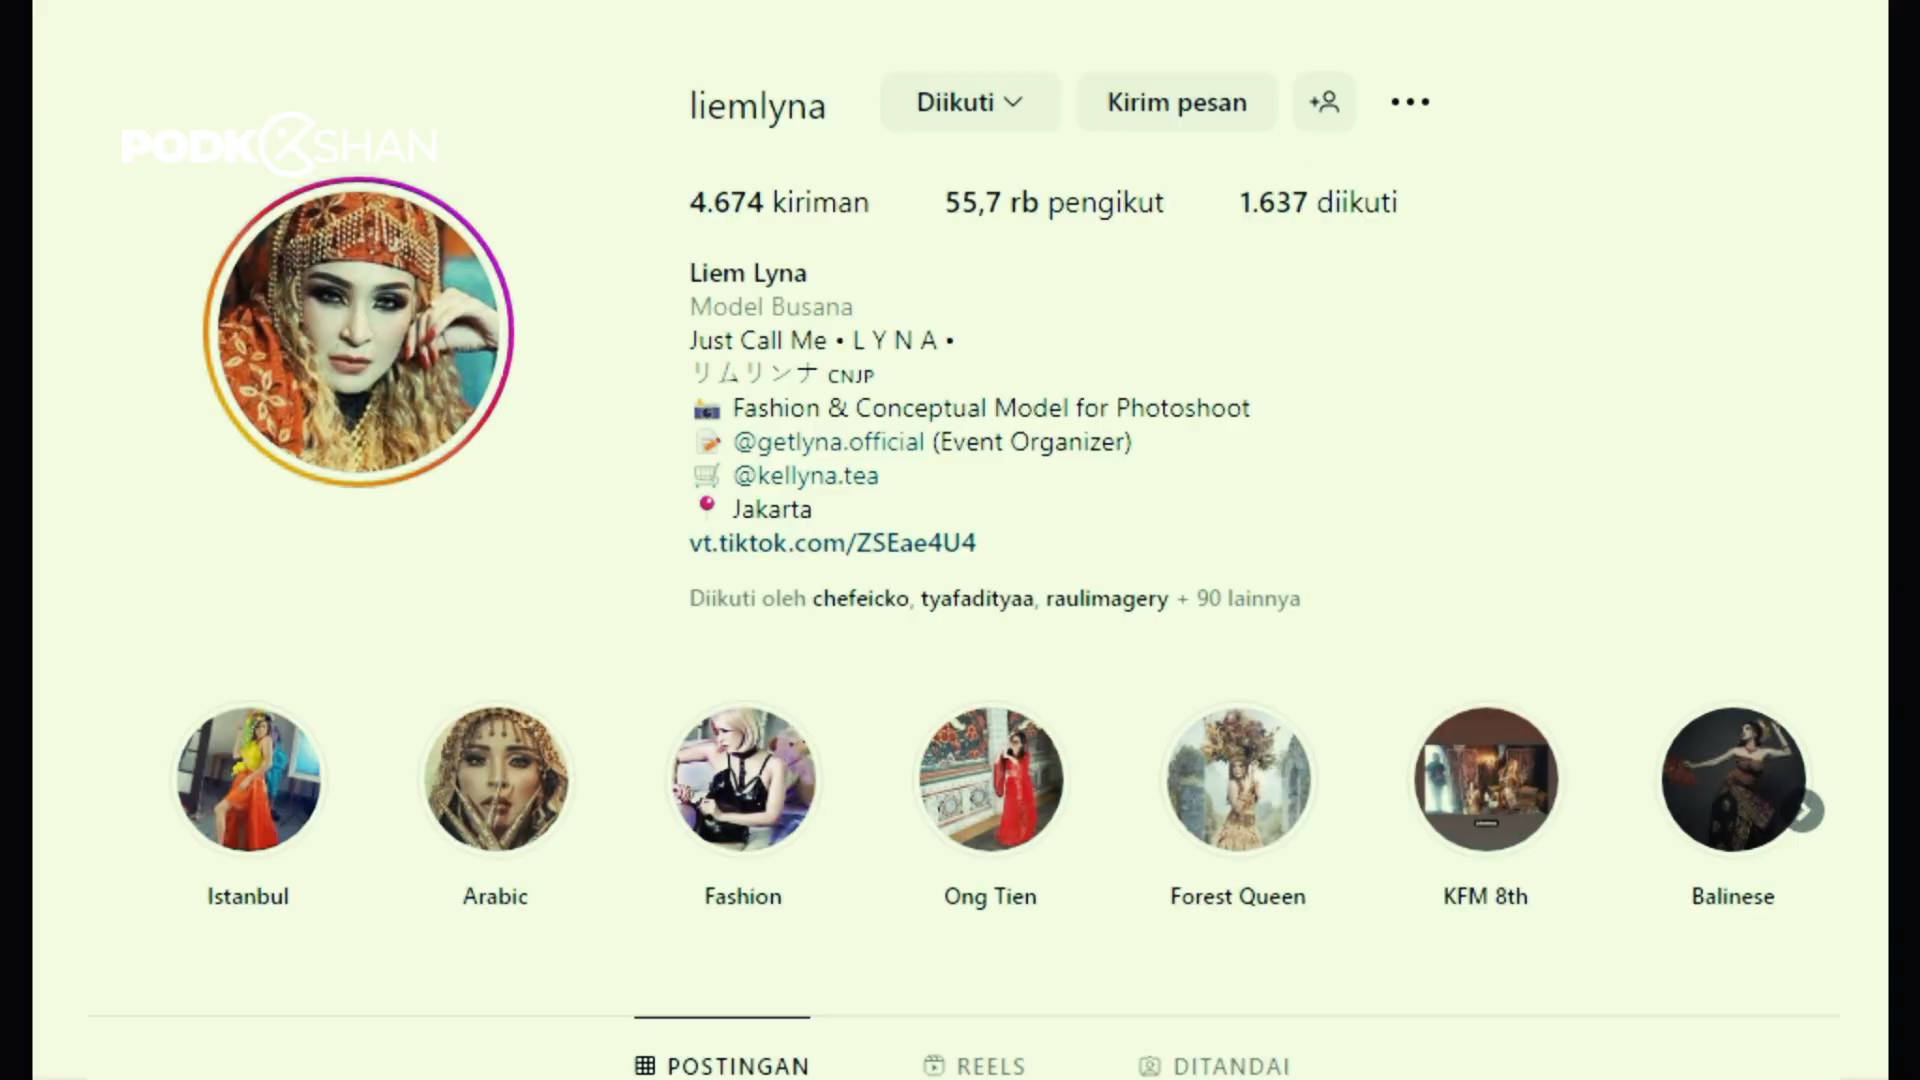 PODK SHAN
liemlyna Diikuti Kirim pesan
4.674 kiriman 55,7 rb pengikut 1.637 diikuti
Liem Lyna
Model Busana
Just Call Me • L Y N A •
リムリンナ CNJP
Fashion & Conceptual Model for Photoshoot
@getlyna.official (Event Organizer)
@kellyna.tea
Jakarta
vt.tiktok.com/ZSEae4U4
Diikuti oleh chefeicko, tyafadityaa, raulimagery + 90 lainnya
Istanbul Arabic Fashion Ong Tien Forest Queen KFM 8th Balinese
POSTINGAN REELS DITANDAI